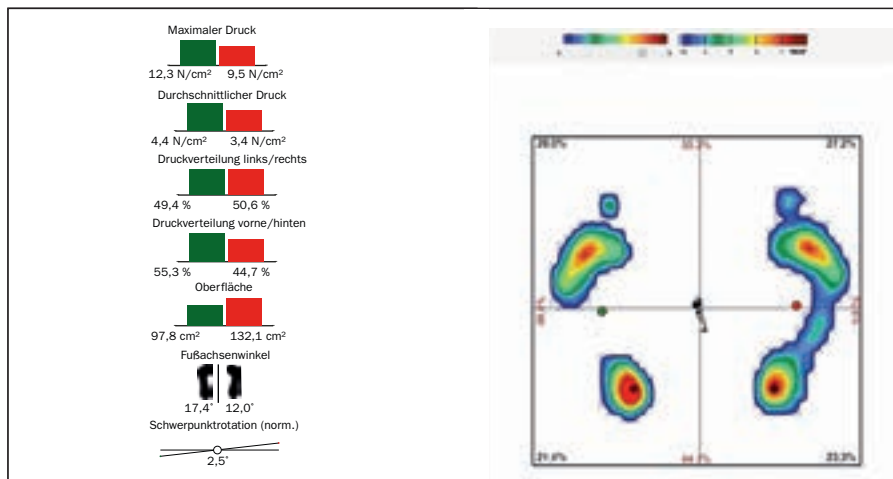 Maximaler Druck
12,3 N/cm² 9,5 N/cm²
Durchschnittlicher Druck
4,4 N/cm² 3,4 N/cm²
Druckverteilung links/rechts
49,4 % 50,6 %
Druckverteilung vorne/hinten
55,3 % 44,7 %
Oberfläche
97,8 cm² 132,1 cm²
Fußachsenwinkel
17,4° 12,0°
Schwerpunktrotation (norm.)
2,5°
27.2%